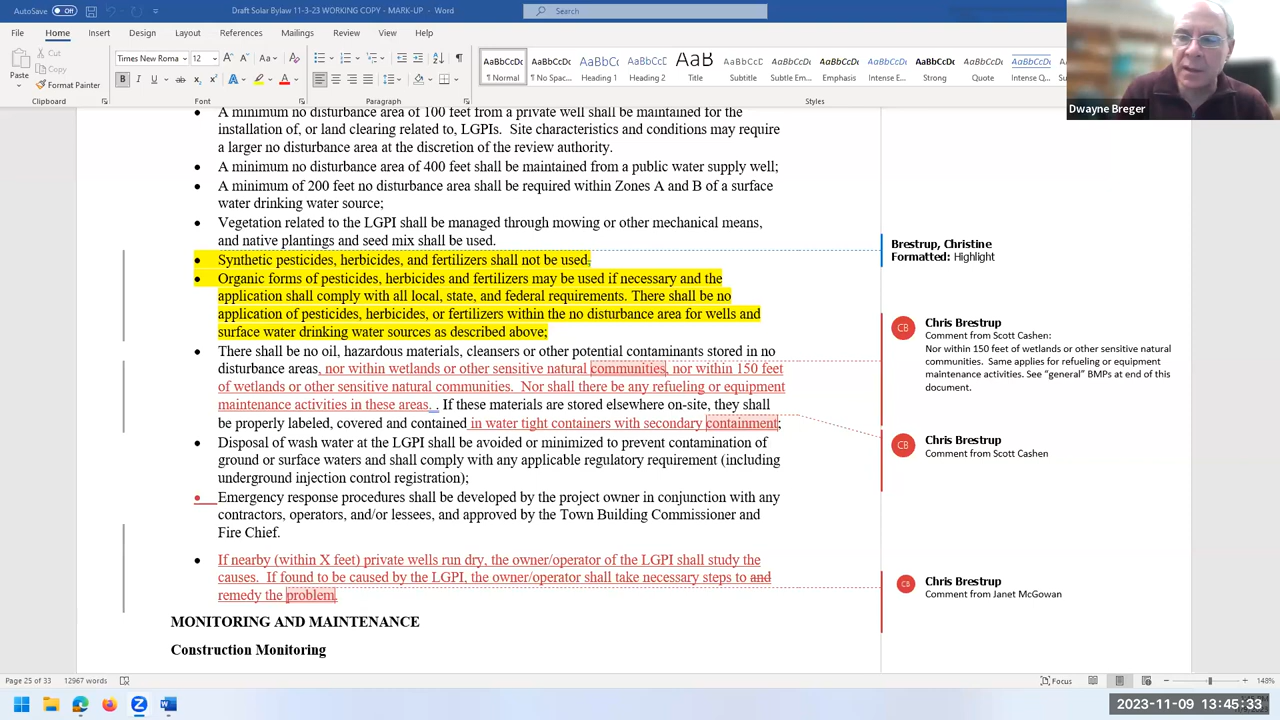 AutoSave Off
Draft Solar Bylaw 11-3-23 WORKING COPY - MARK-UP - Word
Search
File Home Insert Design Layout References Mailings Review View Help
Paste
Cut
Copy
Format Painter
Clipboard
Times New Roma 12
Font
Paragraph
AaBbCcDc AaBbCcDc AaBbCc AaBbCcD AaB AaBbCcD AaBbCcDc AaBbCcDc AaBbCcDc AaBbCcDc AaBbCcDc AaBbCcDc
¶ Normal ¶ No Spac... Heading 1 Heading 2 Title Subtitle Subtle Em... Emphasis Intense E... Strong Quote Intense Q...
Styles
Dwayne Breger
A minimum no disturbance area of 100 feet from a private well shall be maintained for the
installation of, or land clearing related to, LGPIs. Site characteristics and conditions may require
a larger no disturbance area at the discretion of the review authority.
• A minimum no disturbance area of 400 feet shall be maintained from a public water supply well;
• A minimum of 200 feet no disturbance area shall be required within Zones A and B of a surface
water drinking water source;
• Vegetation related to the LGPI shall be managed through mowing or other mechanical means,
and native plantings and seed mix shall be used.
• Synthetic pesticides, herbicides, and fertilizers shall not be used;
• Organic forms of pesticides, herbicides and fertilizers may be used if necessary and the
application shall comply with all local, state, and federal requirements. There shall be no
application of pesticides, herbicides, or fertilizers within the no disturbance area for wells and
surface water drinking water sources as described above;
• There shall be no oil, hazardous materials, cleansers or other potential contaminants stored in no
disturbance areas, nor within wetlands or other sensitive natural communities, nor within 150 feet
of wetlands or other sensitive natural communities. Nor shall there be any refueling or equipment
maintenance activities in these areas. . If these materials are stored elsewhere on-site, they shall
be properly labeled, covered and contained in water tight containers with secondary containment;
• Disposal of wash water at the LGPI shall be avoided or minimized to prevent contamination of
ground or surface waters and shall comply with any applicable regulatory requirement (including
underground injection control registration);
• Emergency response procedures shall be developed by the project owner in conjunction with any
contractors, operators, and/or lessees, and approved by the Town Building Commissioner and
Fire Chief.
• If nearby (within X feet) private wells run dry, the owner/operator of the LGPI shall study the
causes. If found to be caused by the LGPI, the owner/operator shall take necessary steps to and
remedy the problem.
MONITORING AND MAINTENANCE
Construction Monitoring
Brestrup, Christine
Formatted: Highlight
CB Chris Brestrup
Comment from Scott Cashen:
Nor within 150 feet of wetlands or other sensitive natural
communities. Same applies for refueling or equipment
maintenance activities. See "general" BMPs at end of this
document.
CB Chris Brestrup
Comment from Scott Cashen
CB Chris Brestrup
Comment from Janet McGowan
Page 25 of 33 12967 words
Focus
148%
2023-11-09 13:45:33